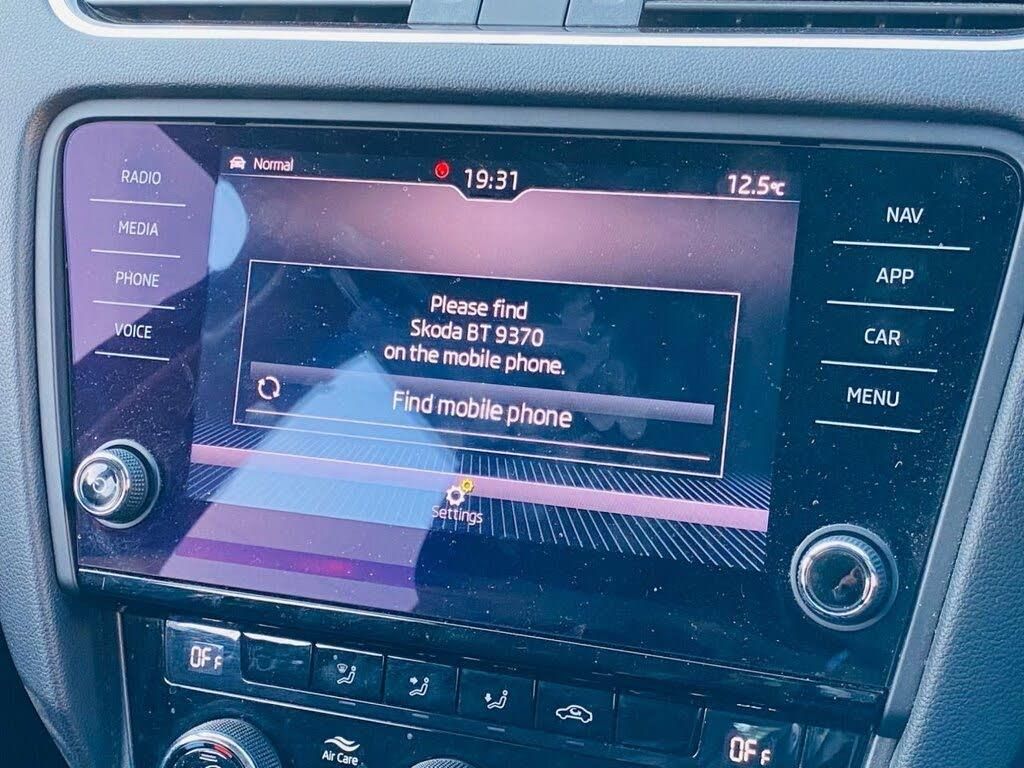 Normal
19:31
12.5°C
RADIO
MEDIA
PHONE
VOICE
NAV
APP
CAR
MENU
Please find
Skoda BT 9370
on the mobile phone.
Find mobile phone
Settings
OFF
OFF
Air Care